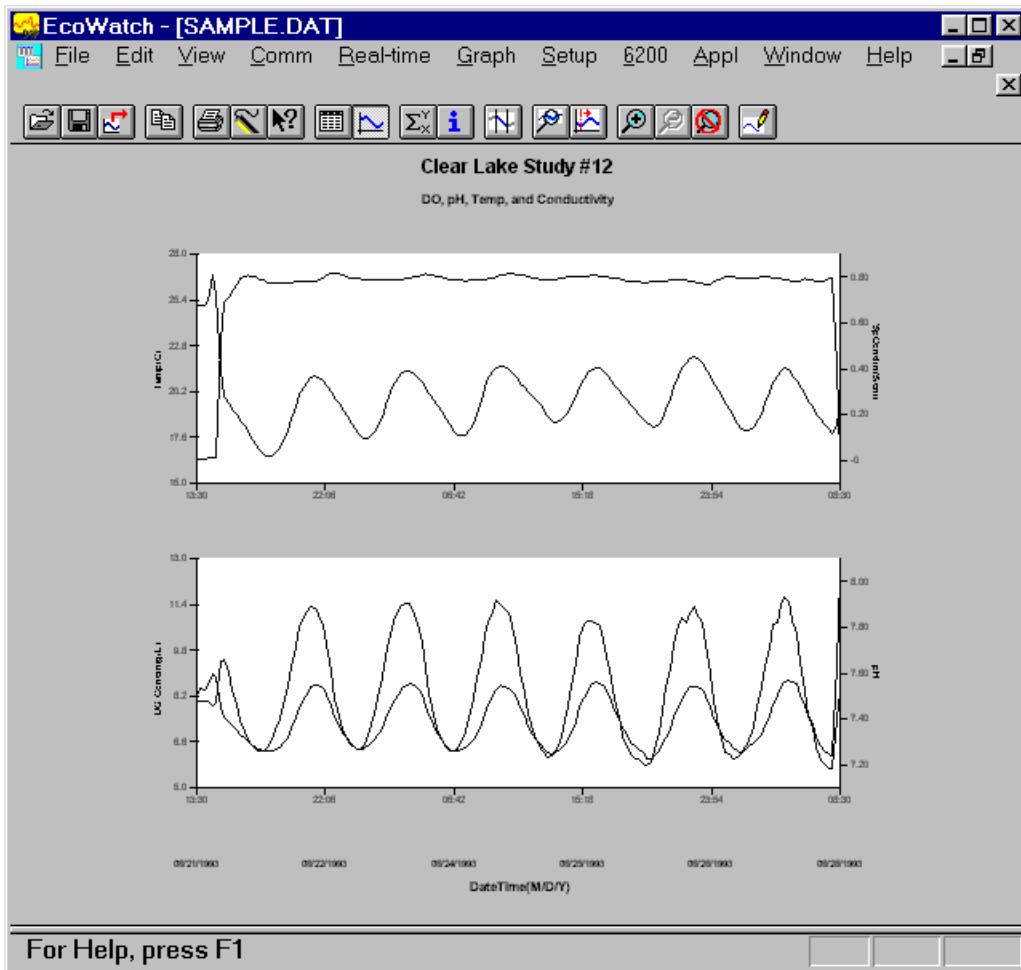 EcoWatch - [SAMPLE.DAT]
File Edit View Comm Real-time Graph Setup 6200 Appl Window Help
Clear Lake Study #12
DO, pH, Temp, and Conductivity
28.0
25.4
22.8
20.2
17.6
15.0
0.80
0.60
0.40
0.20
-0
13:30 22:06 06:42 15:18 23:54 08:30
13.0
11.4
9.8
8.2
6.6
5.0
8.00
7.80
7.60
7.40
7.20
pH
13:30 22:06 06:42 15:18 23:54 08:30
DateTime(M/D/Y)
For Help, press F1